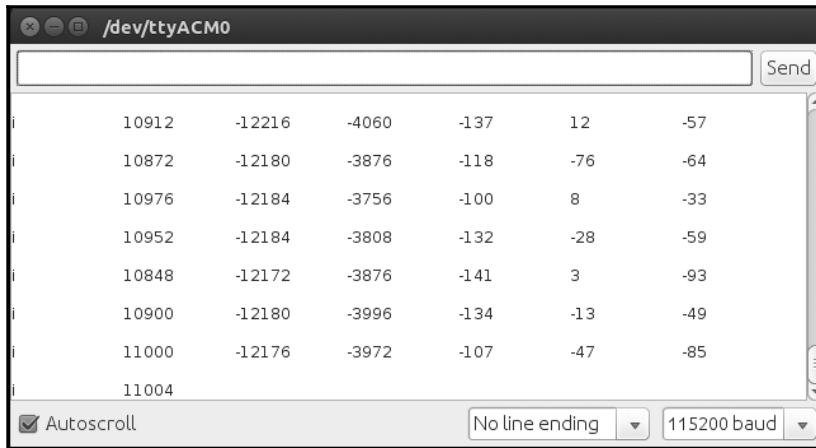 /dev/ttyACM0
Send
i 10912 -12216 -4060 -137 12 -57
i 10872 -12180 -3876 -118 -76 -64
i 10976 -12184 -3756 -100 8 -33
i 10952 -12184 -3808 -132 -28 -59
i 10848 -12172 -3876 -141 3 -93
i 10900 -12180 -3996 -134 -13 -49
i 11000 -12176 -3972 -107 -47 -85
i 11004
Autoscroll No line ending 115200 baud